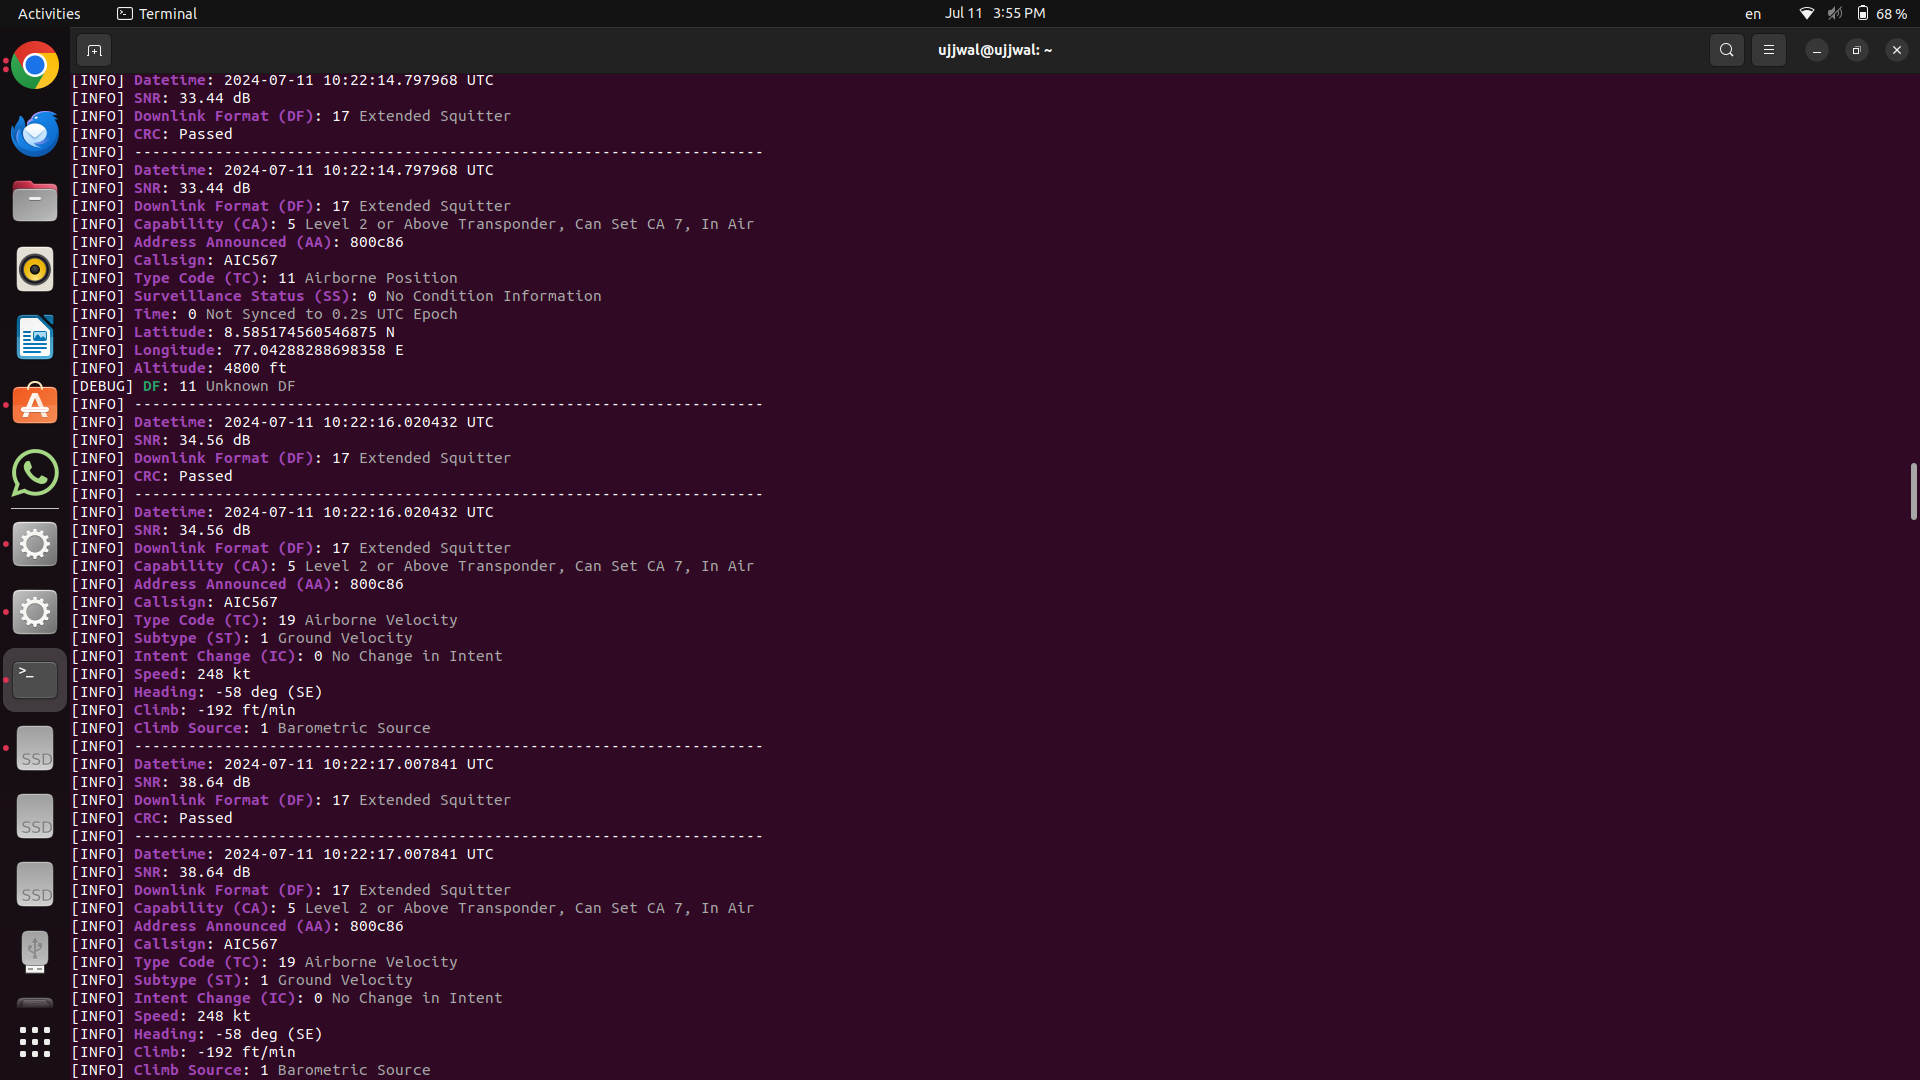 Activities
Terminal
Jul 11 3:55 PM
en
68 %
ujjwal@ujjwal: ~
[INFO] Datetime: 2024-07-11 10:22:14.797968 UTC
[INFO] SNR: 33.44 dB
[INFO] Downlink Format (DF): 17 Extended Squitter
[INFO] CRC: Passed
[INFO] ----------------------------------------------------------------------
[INFO] Datetime: 2024-07-11 10:22:14.797968 UTC
[INFO] SNR: 33.44 dB
[INFO] Downlink Format (DF): 17 Extended Squitter
[INFO] Capability (CA): 5 Level 2 or Above Transponder, Can Set CA 7, In Air
[INFO] Address Announced (AA): 800c86
[INFO] Callsign: AIC567
[INFO] Type Code (TC): 11 Airborne Position
[INFO] Surveillance Status (SS): 0 No Condition Information
[INFO] Time: 0 Not Synced to 0.2s UTC Epoch
[INFO] Latitude: 8.585174560546875 N
[INFO] Longitude: 77.04288288698358 E
[INFO] Altitude: 4800 ft
[DEBUG] DF: 11 Unknown DF
[INFO] ----------------------------------------------------------------------
[INFO] Datetime: 2024-07-11 10:22:16.020432 UTC
[INFO] SNR: 34.56 dB
[INFO] Downlink Format (DF): 17 Extended Squitter
[INFO] CRC: Passed
[INFO] ----------------------------------------------------------------------
[INFO] Datetime: 2024-07-11 10:22:16.020432 UTC
[INFO] SNR: 34.56 dB
[INFO] Downlink Format (DF): 17 Extended Squitter
[INFO] Capability (CA): 5 Level 2 or Above Transponder, Can Set CA 7, In Air
[INFO] Address Announced (AA): 800c86
[INFO] Callsign: AIC567
[INFO] Type Code (TC): 19 Airborne Velocity
[INFO] Subtype (ST): 1 Ground Velocity
[INFO] Intent Change (IC): 0 No Change in Intent
[INFO] Speed: 248 kt
[INFO] Heading: -58 deg (SE)
[INFO] Climb: -192 ft/min
[INFO] Climb Source: 1 Barometric Source
[INFO] ----------------------------------------------------------------------
[INFO] Datetime: 2024-07-11 10:22:17.007841 UTC
[INFO] SNR: 38.64 dB
[INFO] Downlink Format (DF): 17 Extended Squitter
[INFO] CRC: Passed
[INFO] ----------------------------------------------------------------------
[INFO] Datetime: 2024-07-11 10:22:17.007841 UTC
[INFO] SNR: 38.64 dB
[INFO] Downlink Format (DF): 17 Extended Squitter
[INFO] Capability (CA): 5 Level 2 or Above Transponder, Can Set CA 7, In Air
[INFO] Address Announced (AA): 800c86
[INFO] Callsign: AIC567
[INFO] Type Code (TC): 19 Airborne Velocity
[INFO] Subtype (ST): 1 Ground Velocity
[INFO] Intent Change (IC): 0 No Change in Intent
[INFO] Speed: 248 kt
[INFO] Heading: -58 deg (SE)
[INFO] Climb: -192 ft/min
[INFO] Climb Source: 1 Barometric Source
SSD
SSD
SSD